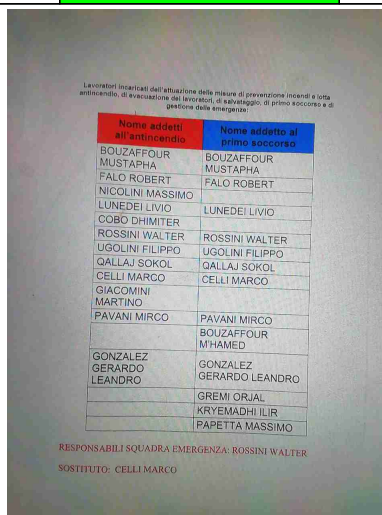 Lavoratori incaricati dell'attuazione delle misure di prevenzione incendi e lotta
antincendio, di evacuazione dei lavoratori, di salvataggio, di primo soccorso e di
gestione delle emergenze:
Nome addetti
all'antincendio
Nome addetto al
primo soccorso
BOUZAFFOUR
MUSTAPHA
BOUZAFFOUR
MUSTAPHA
FALO ROBERT
FALO ROBERT
NICOLINI MASSIMO
LUNEDEI LIVIO
LUNEDEI LIVIO
COBO DHIMITER
ROSSINI WALTER
ROSSINI WALTER
UGOLINI FILIPPO
UGOLINI FILIPPO
QALLAJ SOKOL
QALLAJ SOKOL
CELLI MARCO
CELLI MARCO
GIACOMINI
MARTINO
PAVANI MIRCO
PAVANI MIRCO
BOUZAFFOUR
M'HAMED
GONZALEZ
GERARDO
LEANDRO
GONZALEZ
GERARDO LEANDRO
GREMI ORJAL
KRYEMADHI ILIR
PAPETTA MASSIMO
RESPONSABILI SQUADRA EMERGENZA: ROSSINI WALTER
SOSTITUTO: CELLI MARCO